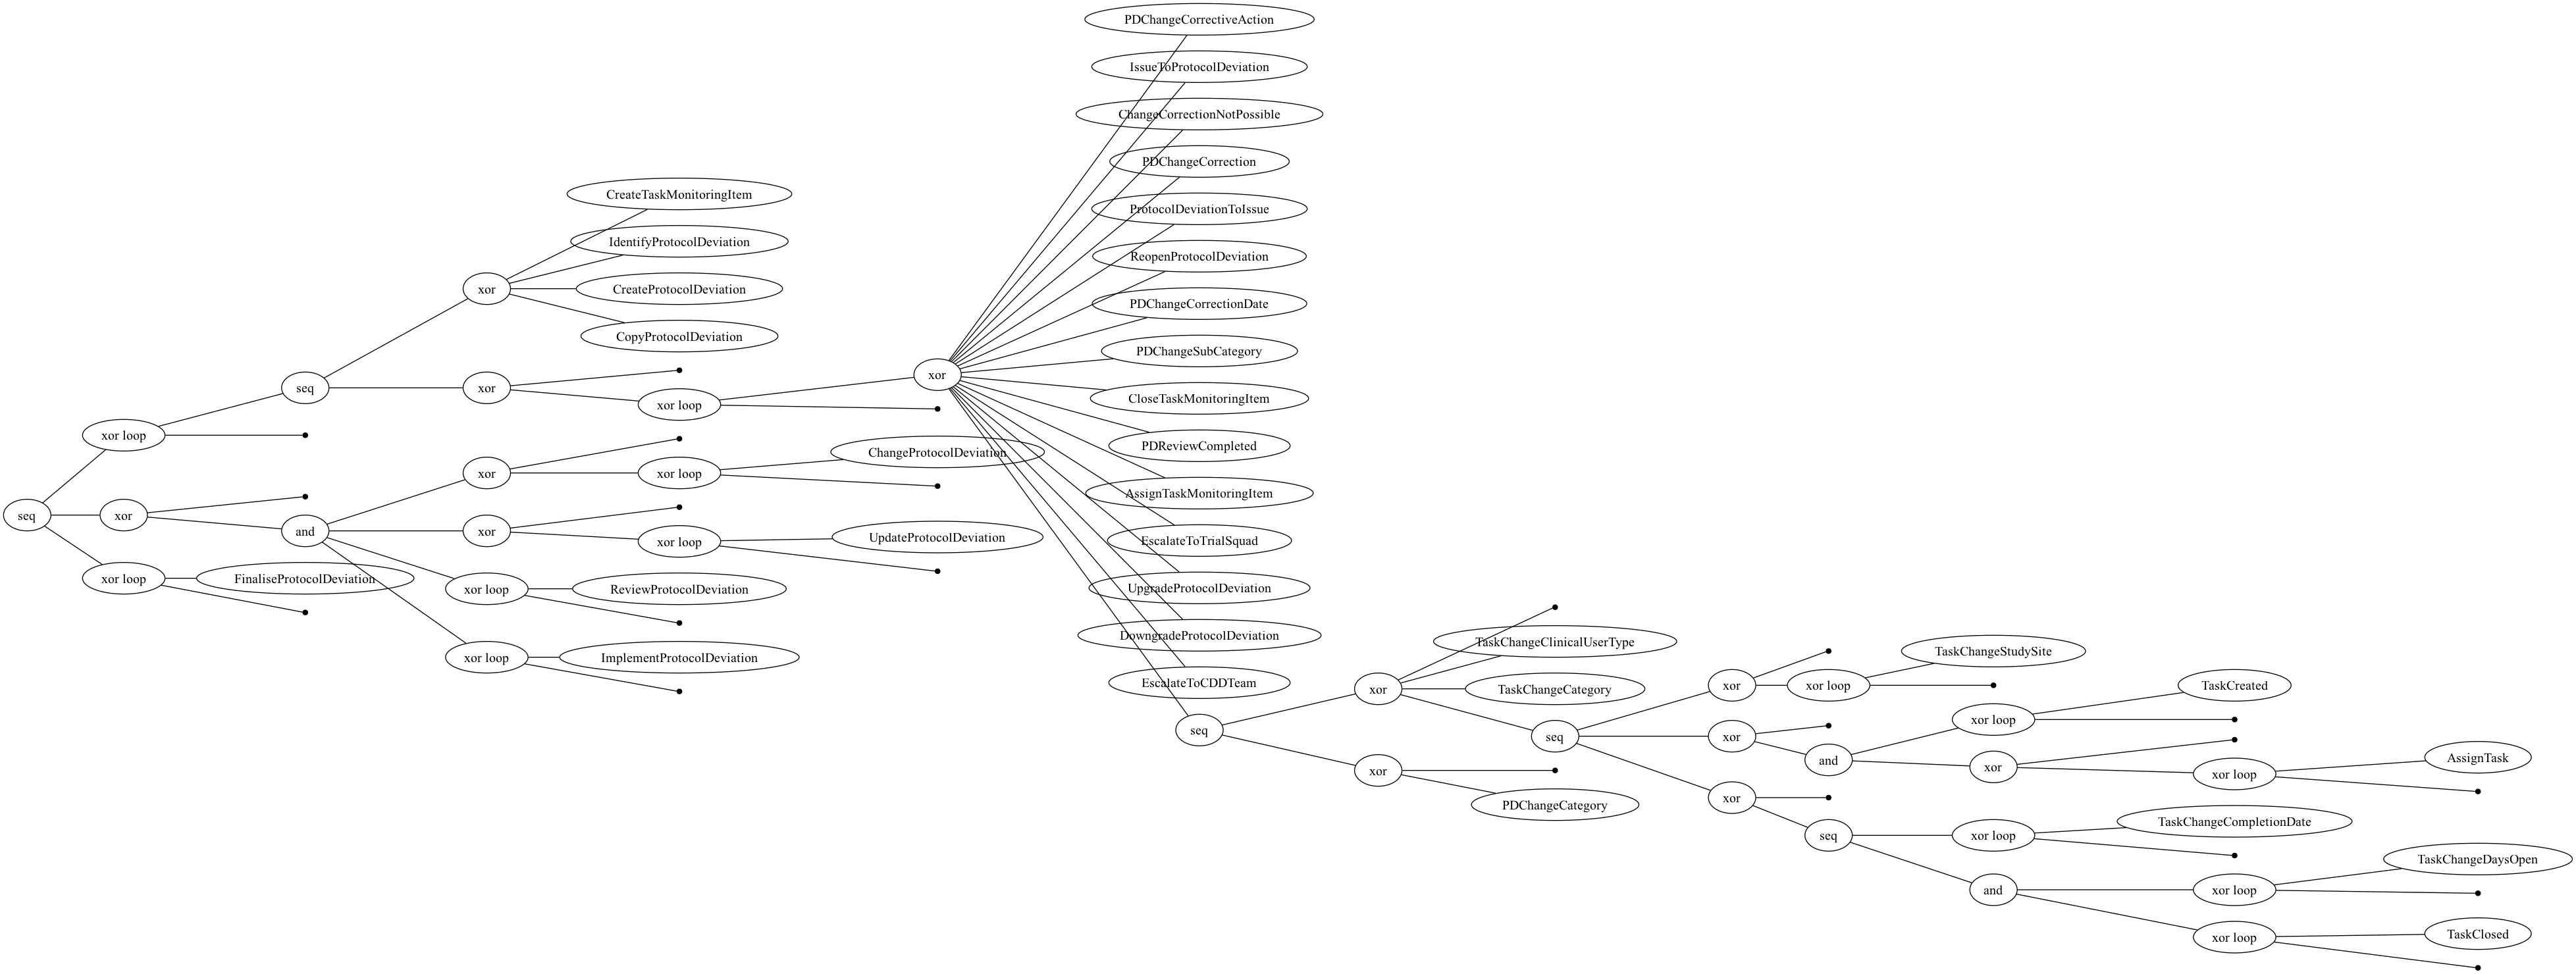 PDChangeCorrectiveAction
IssueToProtocolDeviation
ChangeCorrectionNotPossible
PDChangeCorrection
CreateTaskMonitoringItem
ProtocolDeviationToIssue
IdentifyProtocolDeviation
ReopenProtocolDeviation
xor
CreateProtocolDeviation
PDChangeCorrectionDate
CopyProtocolDeviation
PDChangeSubCategory
xor
seq
xor
xor loop
CloseTaskMonitoringItem
xor loop
PDReviewCompleted
ChangeProtocolDeviation
xor
xor loop
AssignTaskMonitoringItem
seq
xor
and
xor
xor loop
UpdateProtocolDeviation
EscalateToTrialSquad
xor loop
FinaliseProtocolDeviation
xor loop
ReviewProtocolDeviation
UpgradeProtocolDeviation
DowngradeProtocolDeviation
xor loop
ImplementProtocolDeviation
EscalateToCDDTeam
TaskChangeClinicalUserType
TaskChangeStudySite
xor
TaskChangeCategory
xor
xor loop
TaskCreated
seq
seq
xor
xor loop
and
xor
xor loop
AssignTask
xor
PDChangeCategory
xor
seq
xor loop
TaskChangeCompletionDate
TaskChangeDaysOpen
and
xor loop
xor loop
TaskClosed